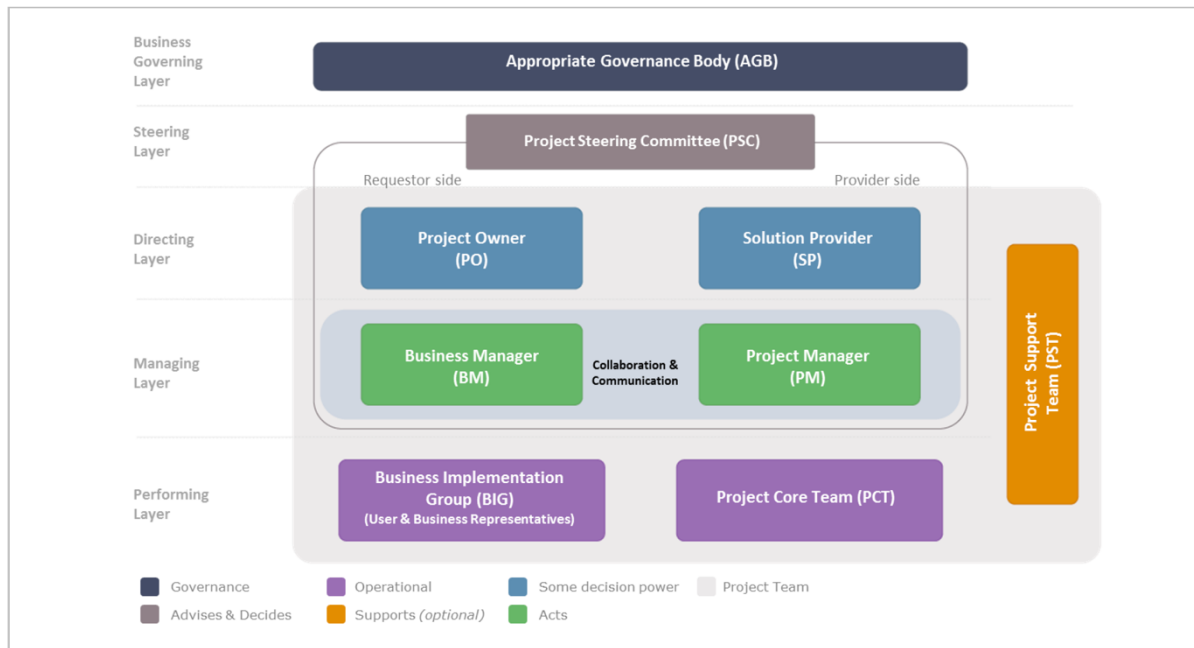 Business
Governing
Layer
Appropriate Governance Body (AGB)
Steering
Layer
Project Steering Committee (PSC)
Requestor side
Provider side
Directing
Layer
Project Owner
(PO)
Solution Provider
(SP)
Managing
Layer
Business Manager
(BM)
Collaboration &
Communication
Project Manager
(PM)
Project Support
Team (PST)
Performing
Layer
Business Implementation
Group (BIG)
(User & Business Representatives)
Project Core Team (PCT)
Governance
Operational
Some decision power
Project Team
Advises & Decides
Supports (optional)
Acts